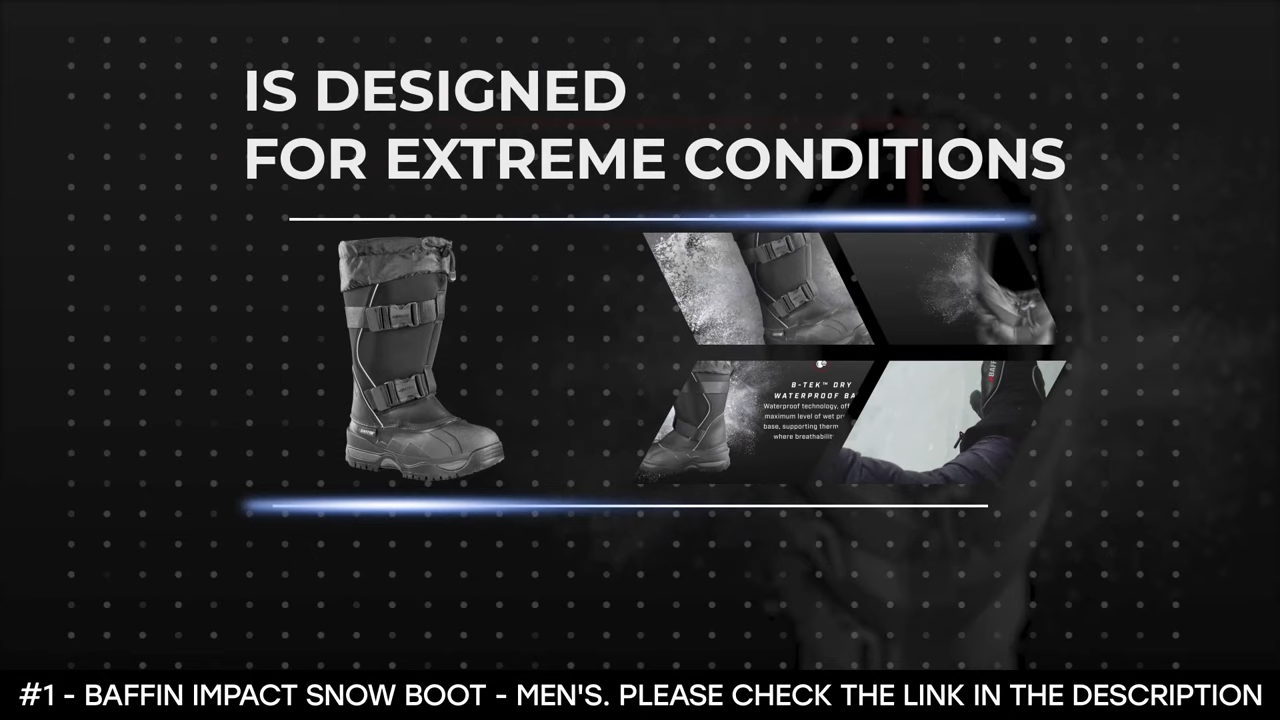 IS DESIGNED
FOR EXTREME CONDITIONS
B-TEK™ DRY
WATERPROOF BA
Waterproof technology, off
maximum level of wet pr
base, supporting therm
where breathabilit
BAFF
#1 - BAFFIN IMPACT SNOW BOOT - MEN'S. PLEASE CHECK THE LINK IN THE DESCRIPTION